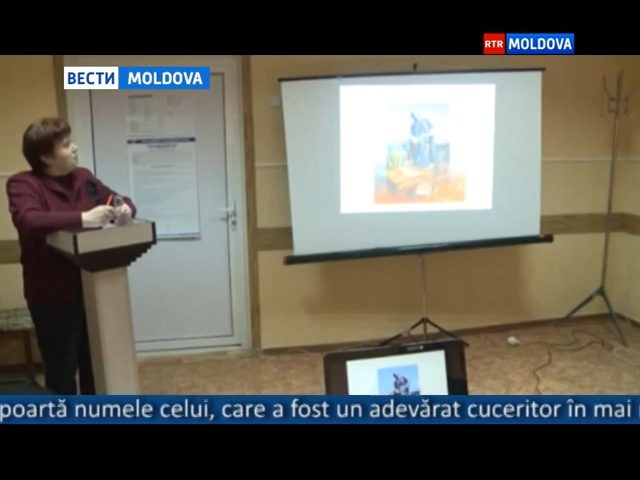 RTR MOLDOVA
ВЕСТИ MOLDOVA
poartă numele celui, care a fost un adevărat cuceritor în mai